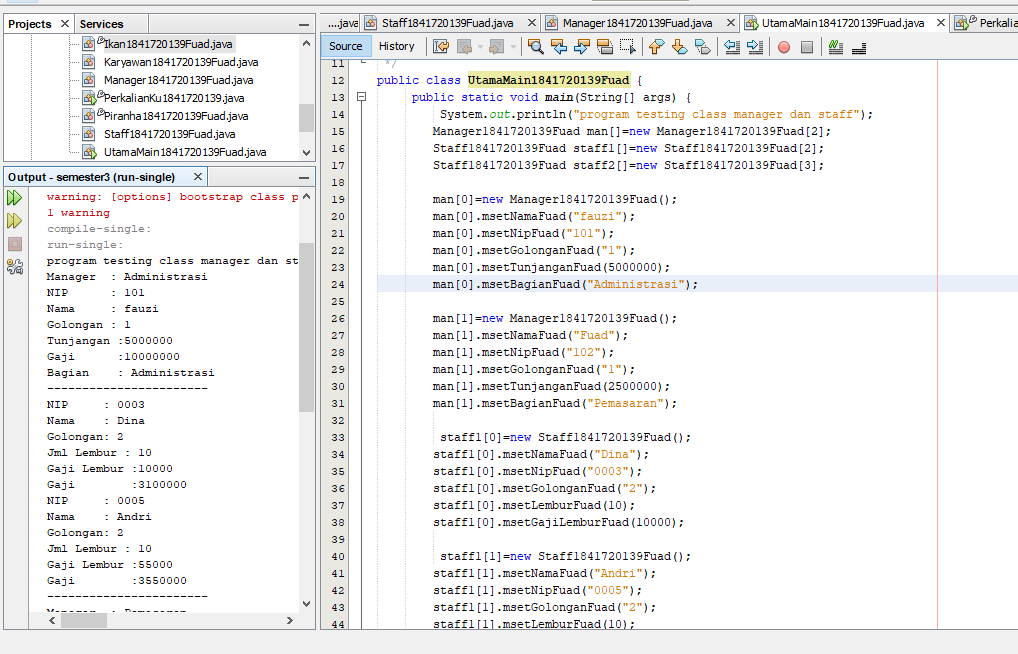 Projects × Services
Ikan1841720139Fuad.java
Karyawan1841720139Fuad.java
Manager1841720139Fuad.java
PerkalianKu1841720139.java
Piranha1841720139Fuad.java
Staff1841720139Fuad.java
UtamaMain1841720139Fuad.java
Output - semester3 (run-single) ×
warning: [options] bootstrap class p
1 warning
compile-single:
run-single:
program testing class manager dan st
Manager  : Administrasi
NIP      : 101
Nama     : fauzi
Golongan : 1
Tunjangan :5000000
Gaji      :10000000
Bagian    : Administrasi
-----------------------
NIP     : 0003
Nama    : Dina
Golongan: 2
Jml Lembur : 10
Gaji Lembur :10000
Gaji        :3100000
NIP     : 0005
Nama    : Andri
Golongan: 2
Jml Lembur : 10
Gaji Lembur :55000
Gaji        :3550000
-----------------------
Manager  : Pemasaran
...java Staff1841720139Fuad.java × Manager1841720139Fuad.java × UtamaMain1841720139Fuad.java × Perkalia
Source History
11 */
12 public class UtamaMain1841720139Fuad {
13 public static void main(String[] args) {
14 System.out.println("program testing class manager dan staff");
15 Manager1841720139Fuad man[]=new Manager1841720139Fuad[2];
16 Staff1841720139Fuad staff1[]=new Staff1841720139Fuad[2];
17 Staff1841720139Fuad staff2[]=new Staff1841720139Fuad[3];
18
19 man[0]=new Manager1841720139Fuad();
20 man[0].msetNamaFuad("fauzi");
21 man[0].msetNipFuad("101");
22 man[0].msetGolonganFuad("1");
23 man[0].msetTunjanganFuad(5000000);
24 man[0].msetBagianFuad("Administrasi");
25
26 man[1]=new Manager1841720139Fuad();
27 man[1].msetNamaFuad("Fuad");
28 man[1].msetNipFuad("102");
29 man[1].msetGolonganFuad("1");
30 man[1].msetTunjanganFuad(2500000);
31 man[1].msetBagianFuad("Pemasaran");
32
33 staff1[0]=new Staff1841720139Fuad();
34 staff1[0].msetNamaFuad("Dina");
35 staff1[0].msetNipFuad("0003");
36 staff1[0].msetGolonganFuad("2");
37 staff1[0].msetLemburFuad(10);
38 staff1[0].msetGajiLemburFuad(10000);
39
40 staff1[1]=new Staff1841720139Fuad();
41 staff1[1].msetNamaFuad("Andri");
42 staff1[1].msetNipFuad("0005");
43 staff1[1].msetGolonganFuad("2");
44 staff1[1].msetLemburFuad(10);